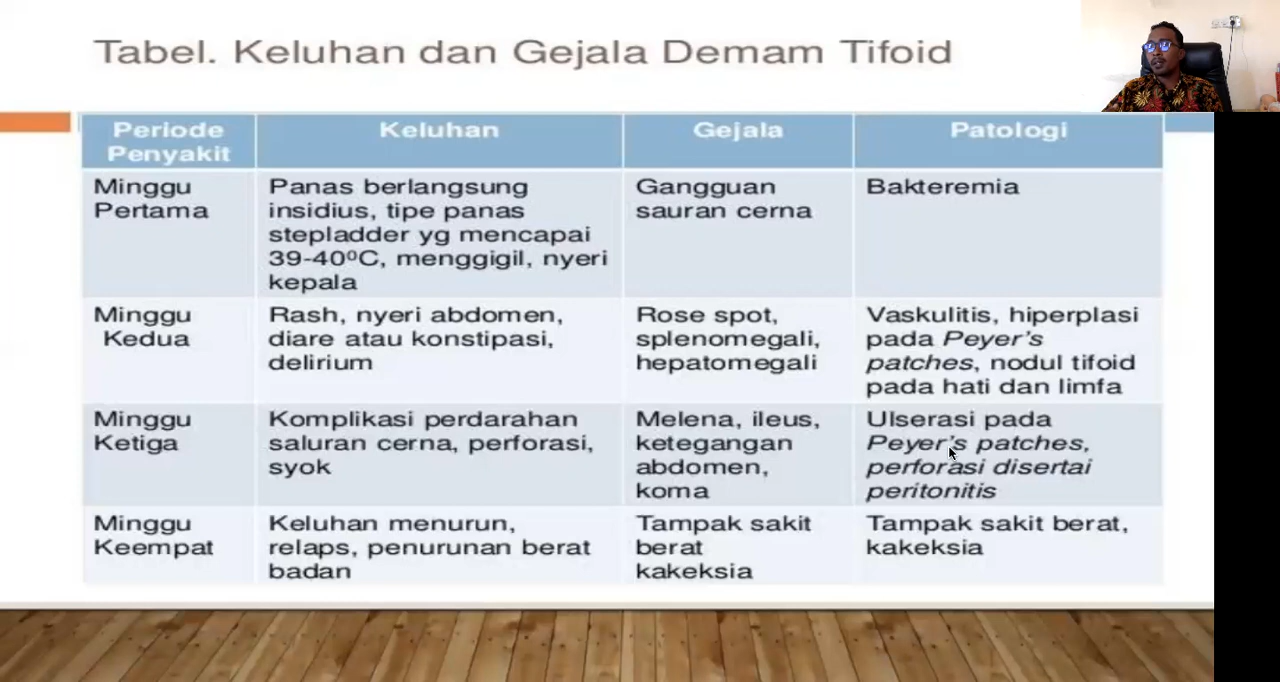 Tabel. Keluhan dan Gejala Demam Tifoid
Periode
Penyakit
Keluhan
Gejala
Patologi
Minggu
Pertama
Panas berlangsung
insidius, tipe panas
stepladder yg mencapai
39-40ºC, menggigil, nyeri
kepala
Gangguan
sauran cerna
Bakteremia
Minggu
Kedua
Rash, nyeri abdomen,
diare atau konstipasi,
delirium
Rose spot,
splenomegali,
hepatomegali
Vaskulitis, hiperplasi
pada Peyer's
patches, nodul tifoid
pada hati dan limfa
Minggu
Ketiga
Komplikasi perdarahan
saluran cerna, perforasi,
syok
Melena, ileus,
ketegangan
abdomen,
koma
Ulserasi pada
Peyer's patches,
perforasi disertai
peritonitis
Minggu
Keempat
Keluhan menurun,
relaps, penurunan berat
badan
Tampak sakit
berat
kakeksia
Tampak sakit berat,
kakeksia